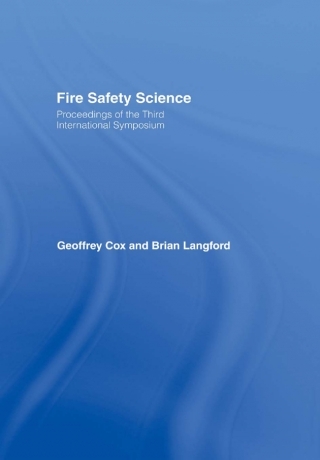 Fire Safety Science
Proceedings of the Third
International Symposium
Geoffrey Cox and Brian Langford